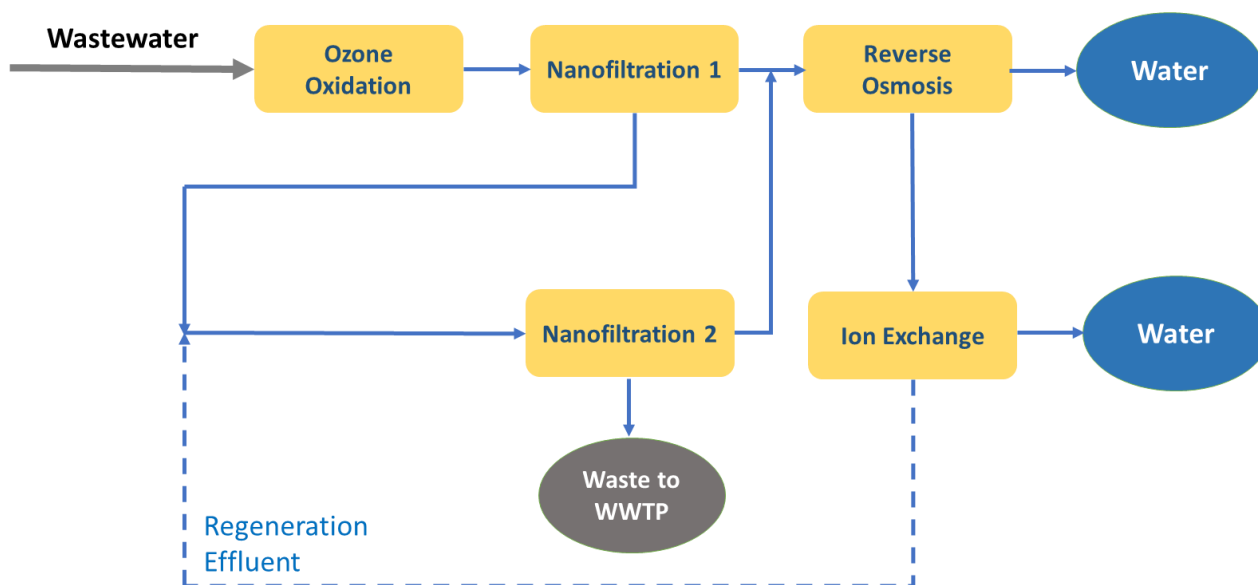 Wastewater
Ozone
Oxidation
Nanofiltration 1
Reverse
Osmosis
Water
Nanofiltration 2
Ion Exchange
Water
Waste to
WWTP
Regeneration
Effluent